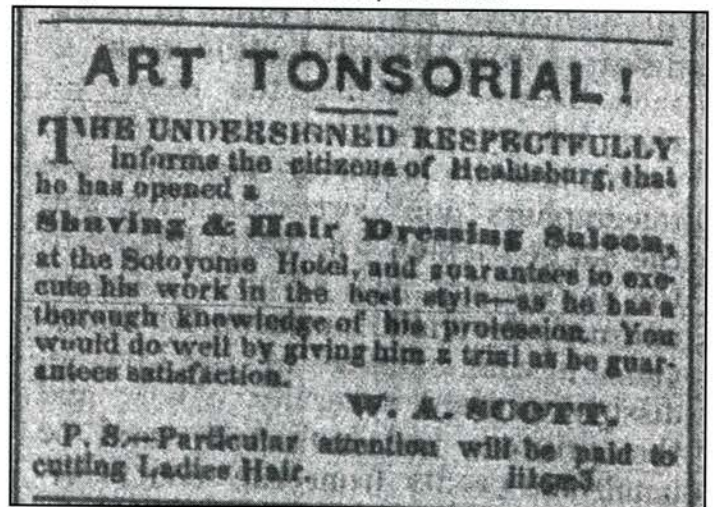 ART TONSORIAL!
THE UNDERSIGNED RESPECTFULLY
informs the citizens of Healdsburg, that
he has opened a
Shaving & Hair Dressing Saloon,
at the Sotoyome Hotel, and guarantees to exe-
cute his work in the best style—as he has a
thorough knowledge of his profession. You
would do well by giving him a trial as he guar-
antees satisfaction.
W. A. SCOTT.
P. S.—Particular attention will be paid to
cutting Ladies Hair.